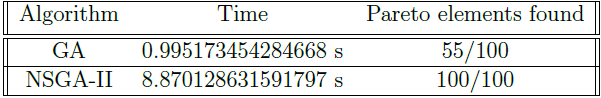 Algorithm Time Pareto elements found
GA 0.995173454284668 s 55/100
NSGA-II 8.870128631591797 s 100/100